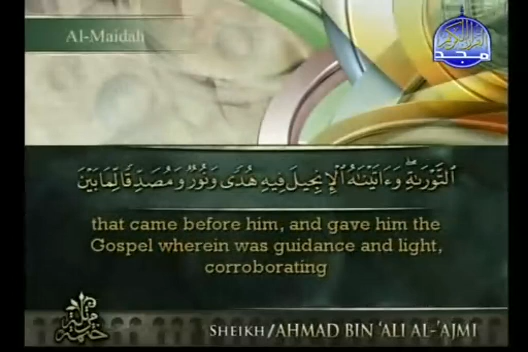 Al-Maidah
مجد
ٱلتَّوۡرَىٰةِۖ وَءَاتَيۡنَٰهُ ٱلۡإِنجِيلَ فِيهِ هُدٗى وَنُورٞ وَمُصَدِّقٗا لِّمَا بَيۡنَ
that came before him, and gave him the
Gospel wherein was guidance and light,
corroborating
SHEIKH/AHMAD BIN 'ALI AL-'AJMI